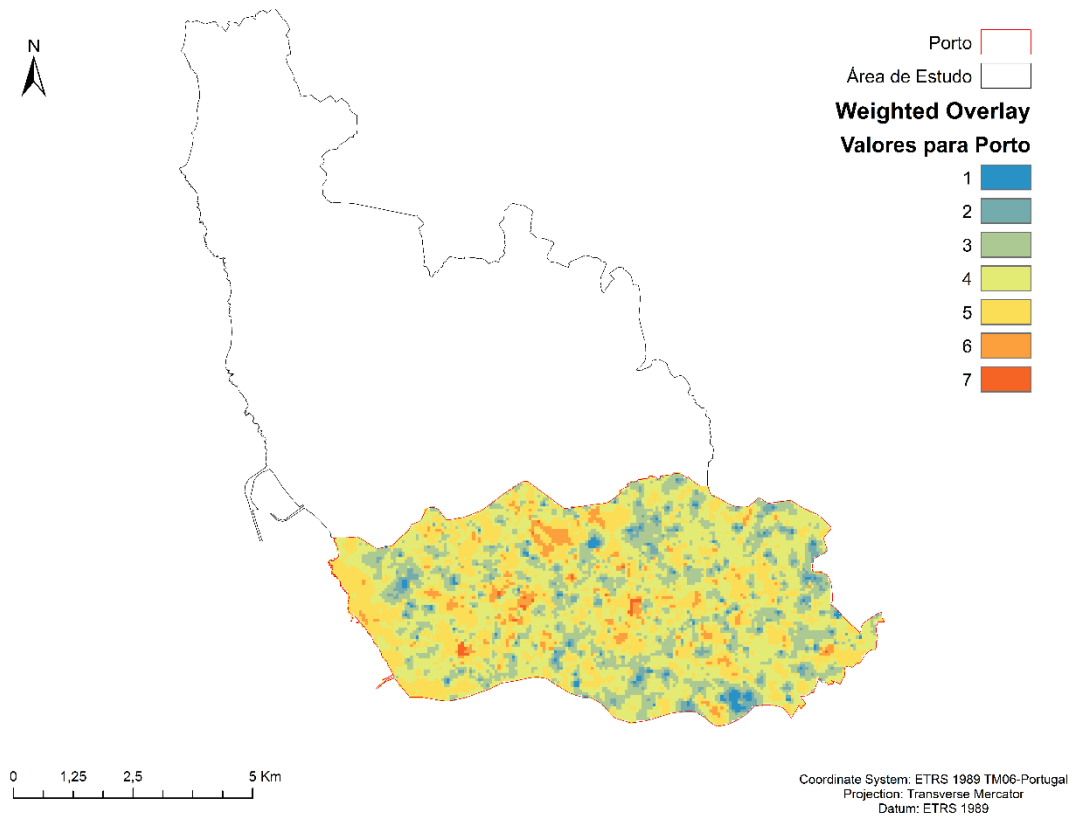 N
Porto
Área de Estudo
Weighted Overlay
Valores para Porto
1
2
3
4
5
6
7
0 1,25 2,5 5 Km
Coordinate System: ETRS 1989 TM06-Portugal
Projection: Transverse Mercator
Datum: ETRS 1989